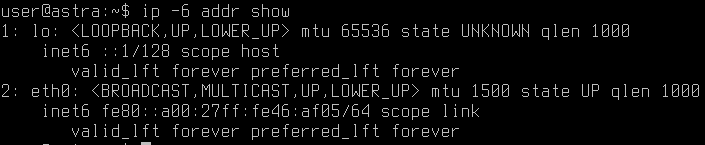 user@astra:~$ ip -6 addr show
1: lo: <LOOPBACK,UP,LOWER_UP> mtu 65536 state UNKNOWN qlen 1000
    inet6 ::1/128 scope host
       valid_lft forever preferred_lft forever
2: eth0: <BROADCAST,MULTICAST,UP,LOWER_UP> mtu 1500 state UP qlen 1000
    inet6 fe80::a00:27ff:fe46:af05/64 scope link
       valid_lft forever preferred_lft forever